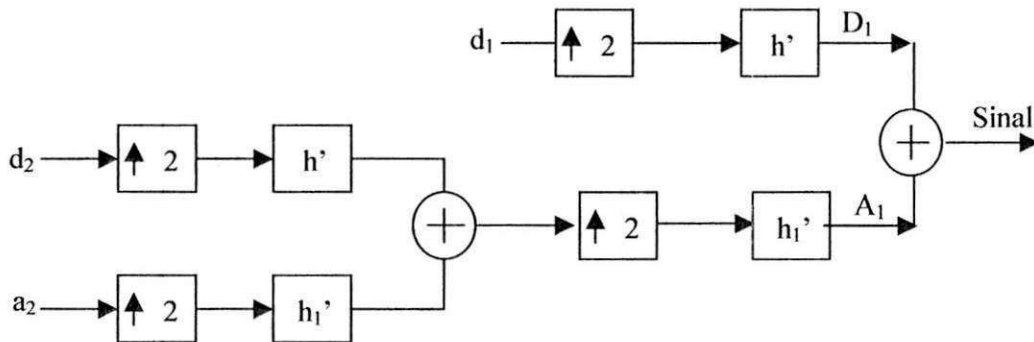 d₁ ↑ 2 h' D₁
Sinal
d₂ ↑ 2 h'
↑ 2 h₁' A₁
a₂ ↑ 2 h₁'